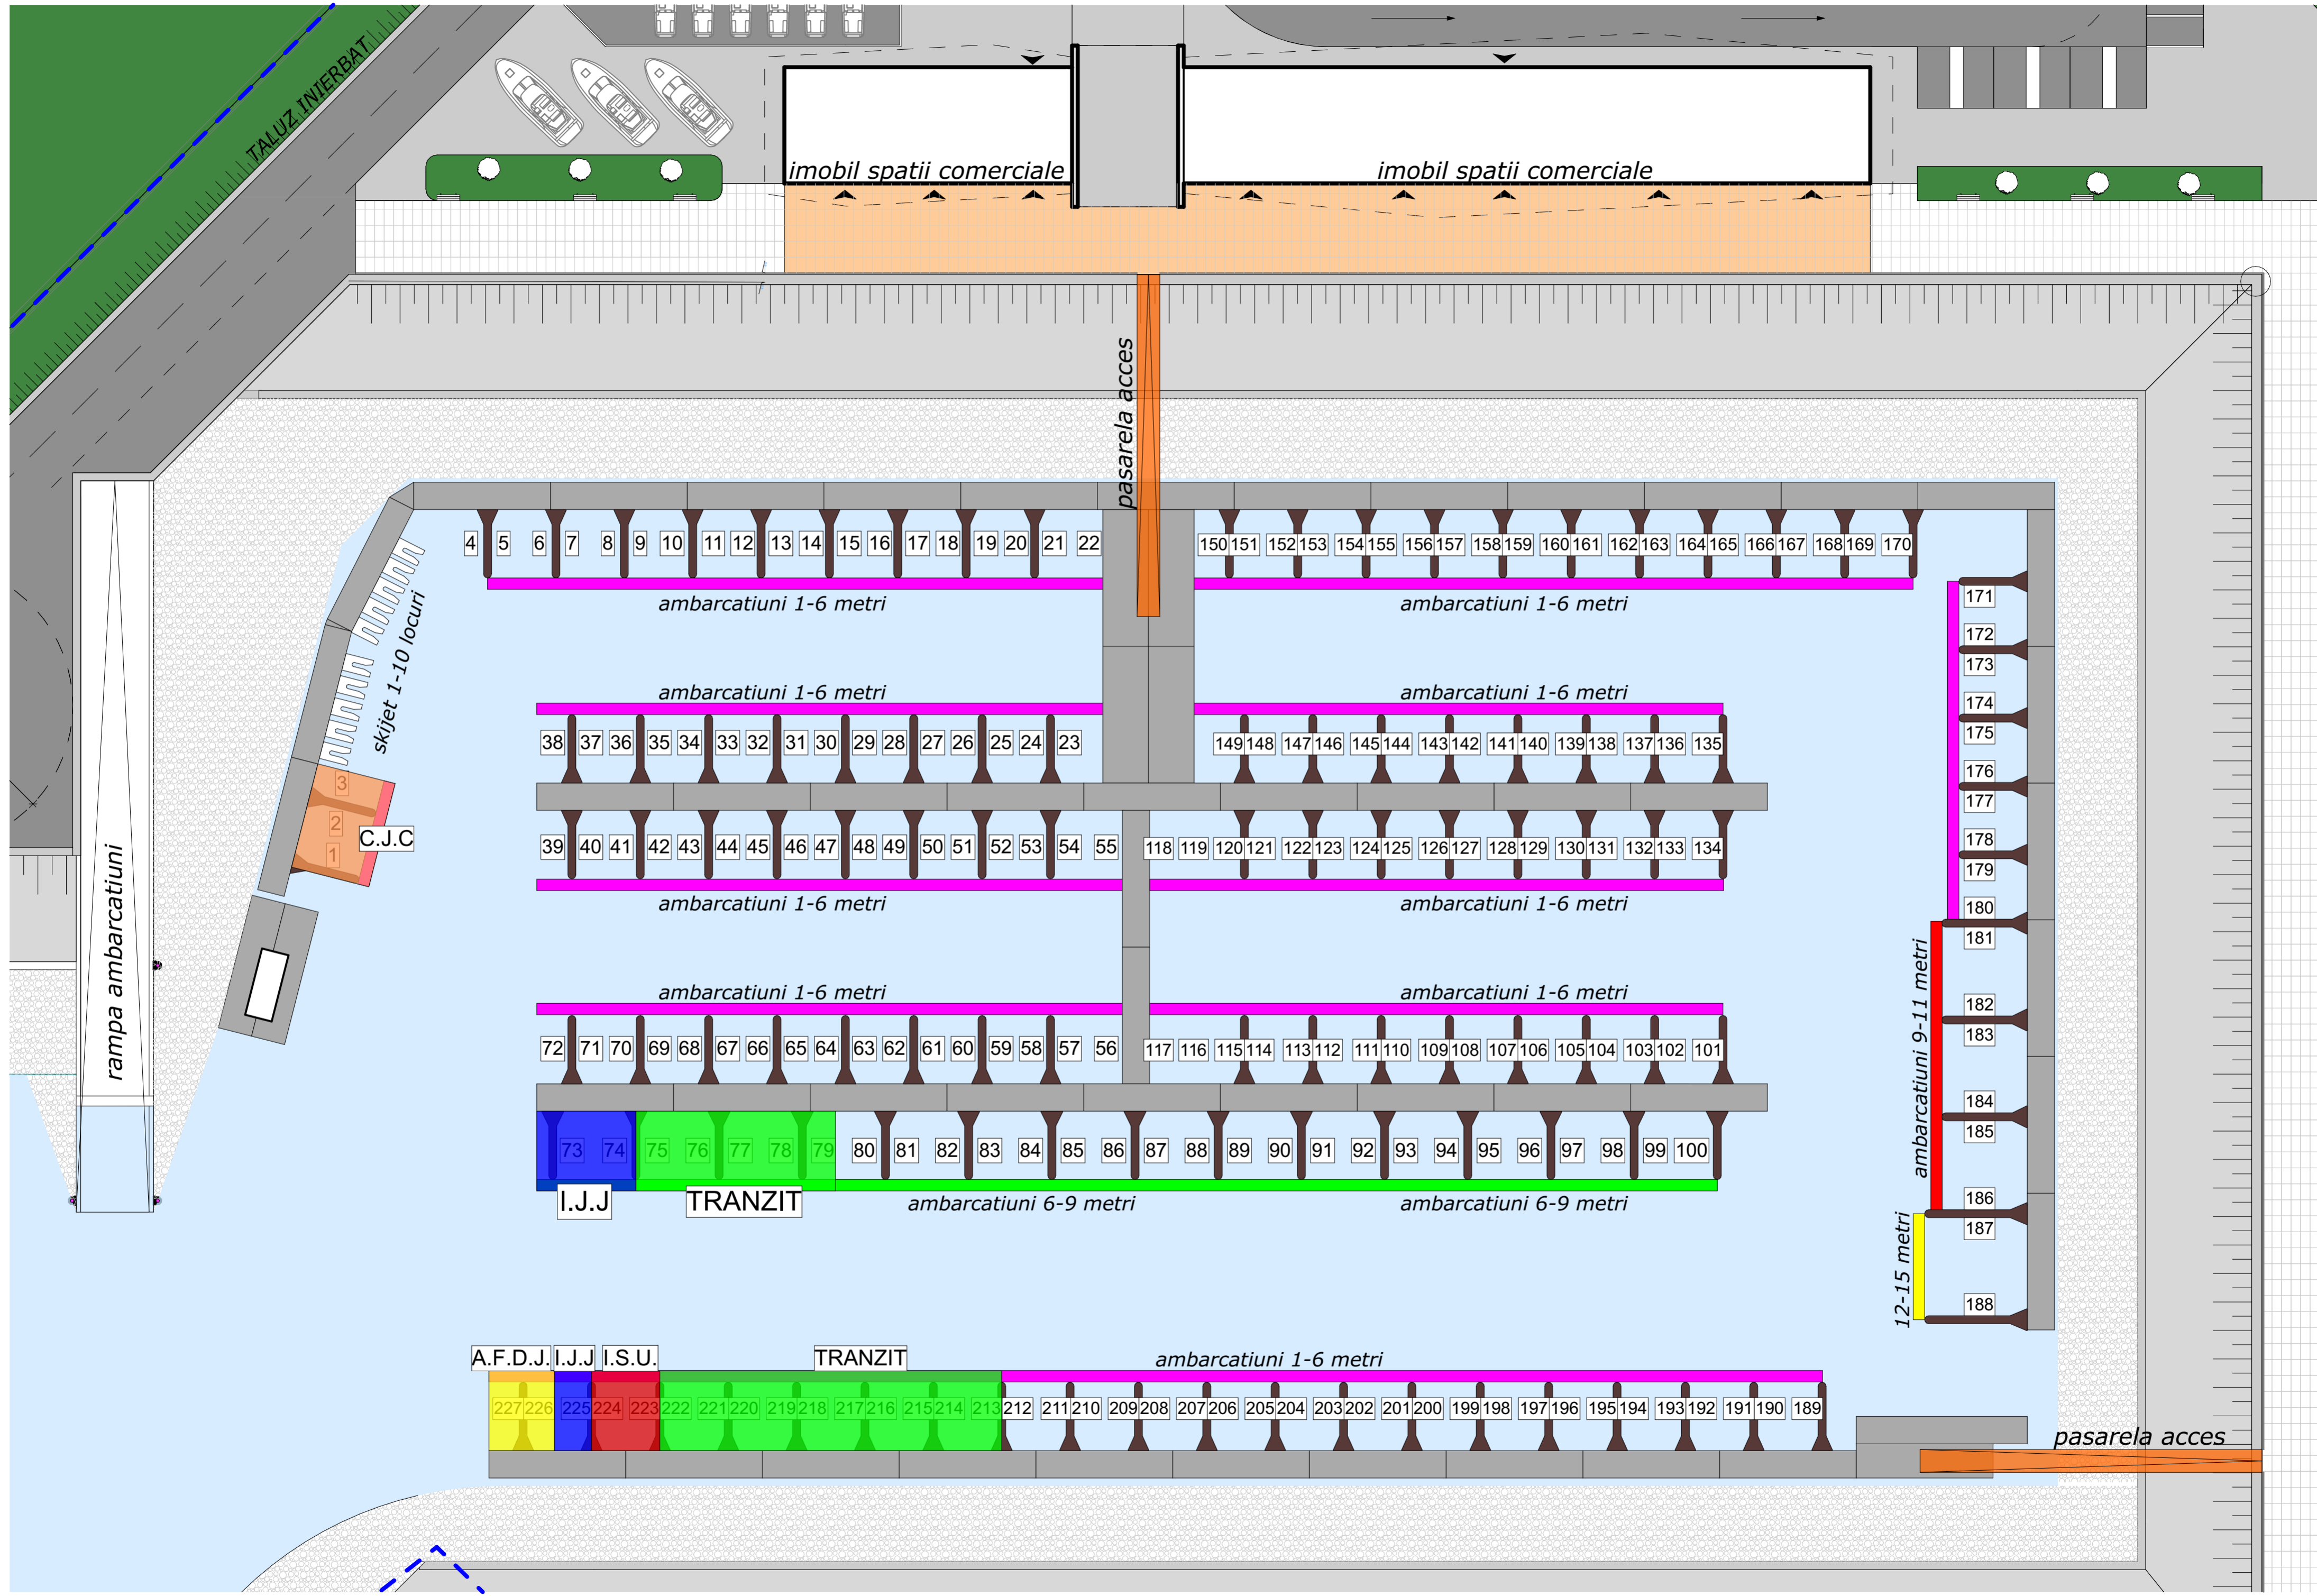 TALUZ INIERBAT
imobil spatii comerciale
imobil spatii comerciale
pasarela acces
4 5 6 7 8 9 10 11 12 13 14 15 16 17 18 19 20 21 22
150 151 152 153 154 155 156 157 158 159 160 161 162 163 164 165 166 167 168 169 170
ambarcatiuni 1-6 metri
ambarcatiuni 1-6 metri
skijet 1-10 locuri
ambarcatiuni 1-6 metri
ambarcatiuni 1-6 metri
38 37 36 35 34 33 32 31 30 29 28 27 26 25 24 23
149 148 147 146 145 144 143 142 141 140 139 138 137 136 135
3
2
1
C.J.C
39 40 41 42 43 44 45 46 47 48 49 50 51 52 53 54 55
118 119 120 121 122 123 124 125 126 127 128 129 130 131 132 133 134
ambarcatiuni 1-6 metri
ambarcatiuni 1-6 metri
rampa ambarcatiuni
ambarcatiuni 1-6 metri
ambarcatiuni 1-6 metri
72 71 70 69 68 67 66 65 64 63 62 61 60 59 58 57 56
117 116 115 114 113 112 111 110 109 108 107 106 105 104 103 102 101
73 74 75 76 77 78 79 80 81 82 83 84 85 86 87 88 89 90 91 92 93 94 95 96 97 98 99 100
I.J.J
TRANZIT
ambarcatiuni 6-9 metri
ambarcatiuni 6-9 metri
171
172
173
174
175
176
177
178
179
180
181
182
183
184
185
186
187
188
ambarcatiuni 9-11 metri
12-15 metri
A.F.D.J.
I.J.J
I.S.U.
TRANZIT
ambarcatiuni 1-6 metri
227 226 225 224 223 222 221 220 219 218 217 216 215 214 213 212 211 210 209 208 207 206 205 204 203 202 201 200 199 198 197 196 195 194 193 192 191 190 189
pasarela acces